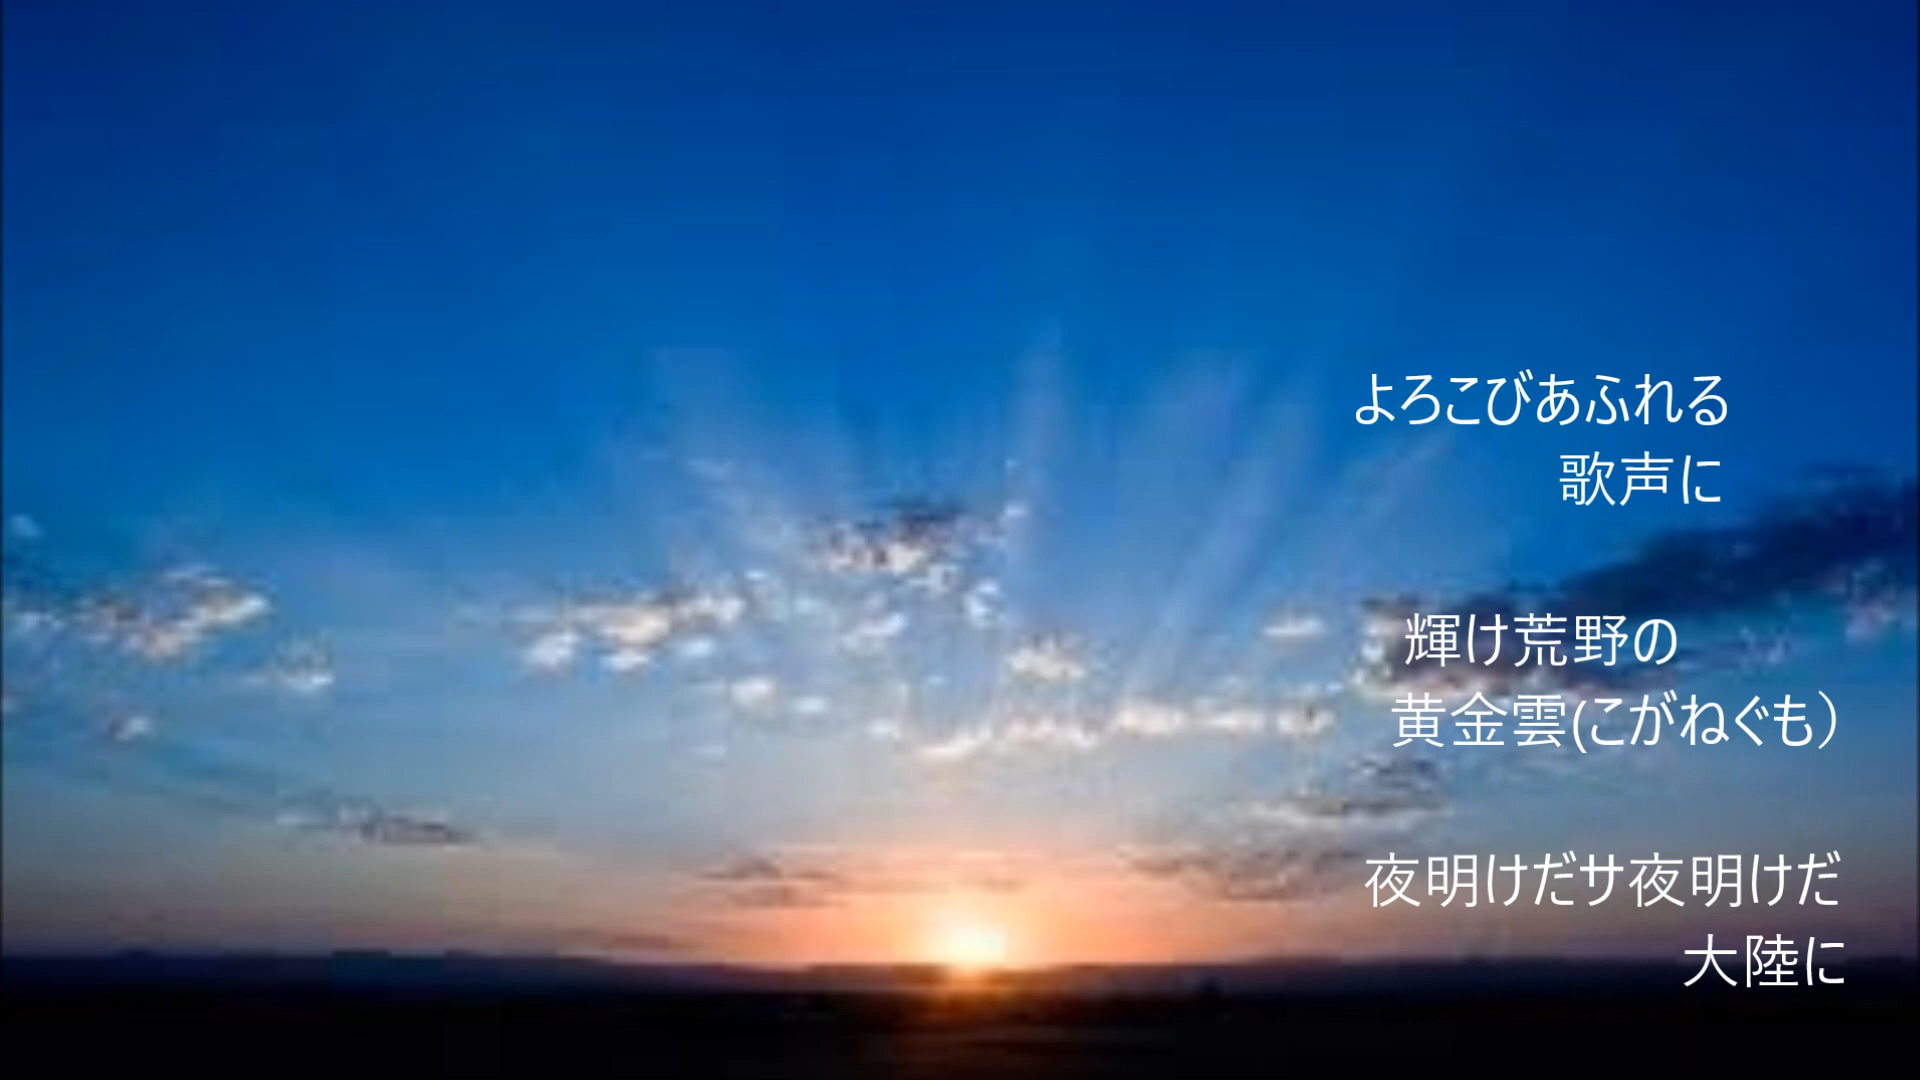 よろこびあふれる
歌声に
輝け荒野の
黄金雲(こがねぐも）
夜明けだサ夜明けだ
大陸に